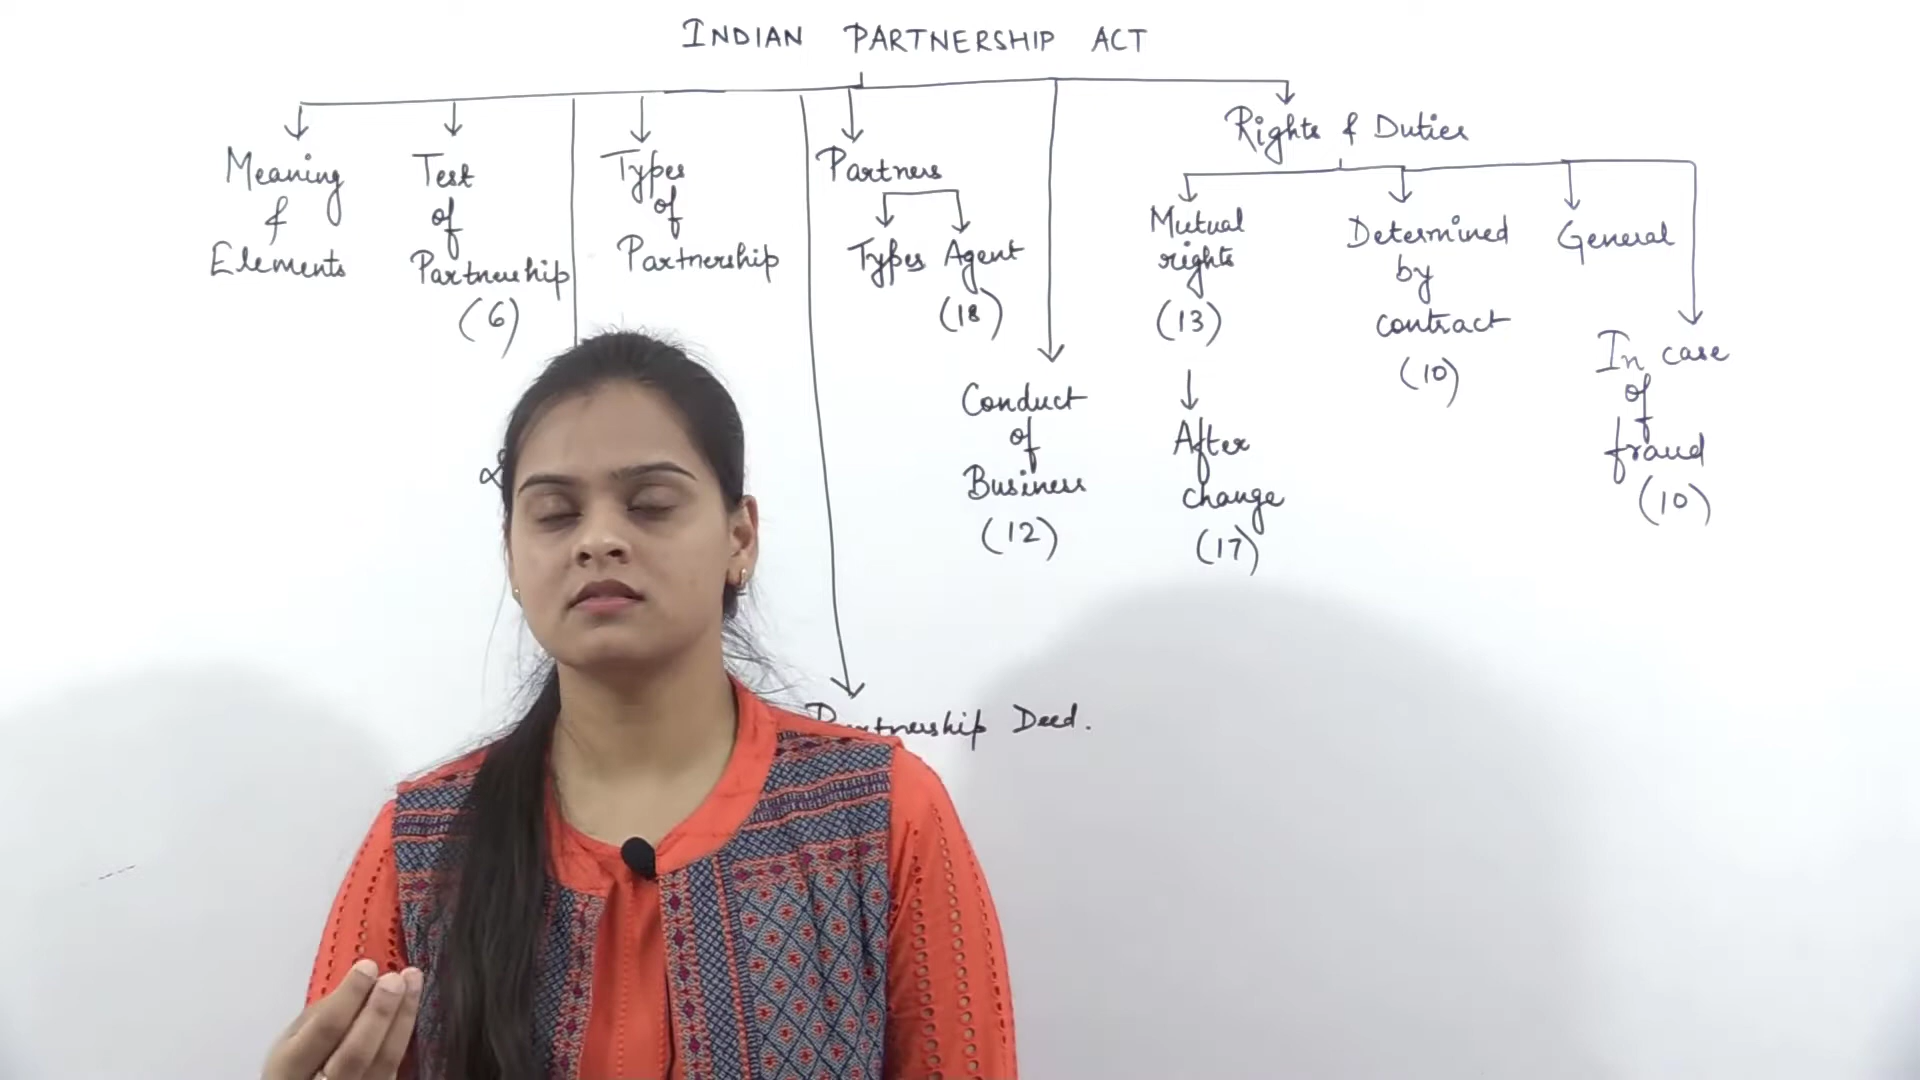 INDIAN PARTNERSHIP ACT
Meaning
&
Elements
Test
of
Partnership
(6)
Types
of
Partnership
Partners
Types
Agent
(18)
Conduct
of
Business
(12)
Partnership Deed.
Rights & Duties
Mutual
rights
(13)
After
change
(17)
Determined
by
contract
(10)
General
In case
of
fraud
(10)